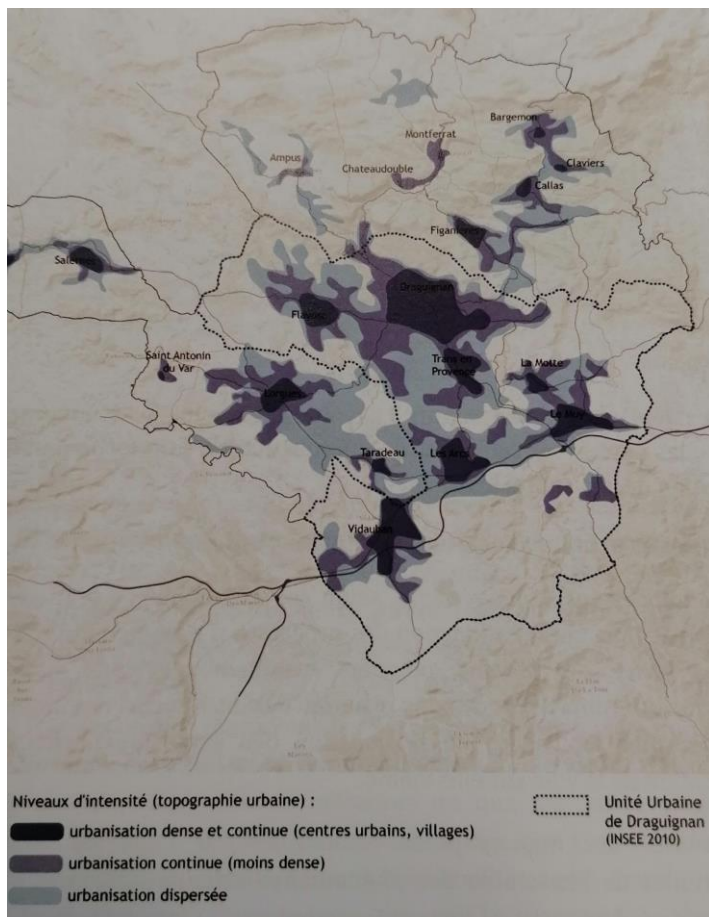 Bargemon
Montferrat
Ampus
Claviers
Chateaudouble
Callas
Figanières
Salernes
Draguignan
Flayosc
Saint Antonin
du Var
Trans en
Provence
La Motte
Lorgues
Le Muy
Taradeau
Les Arcs
Vidauban
Niveaux d'intensité (topographie urbaine) :
urbanisation dense et continue (centres urbains, villages)
urbanisation continue (moins dense)
urbanisation dispersée
Unité Urbaine
de Draguignan
(INSEE 2010)